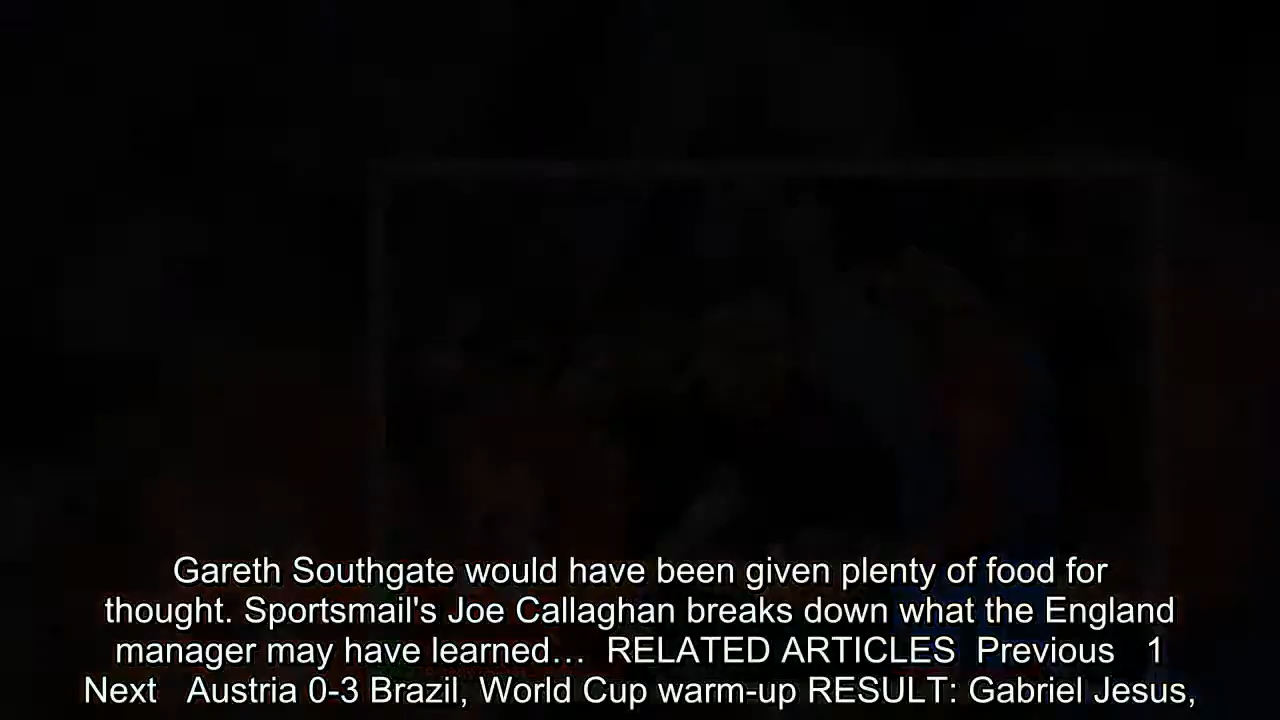 Gareth Southgate would have been given plenty of food for
thought. Sportsmail's Joe Callaghan breaks down what the England
manager may have learned…  RELATED ARTICLES  Previous   1
Next   Austria 0-3 Brazil, World Cup warm-up RESULT: Gabriel Jesus,